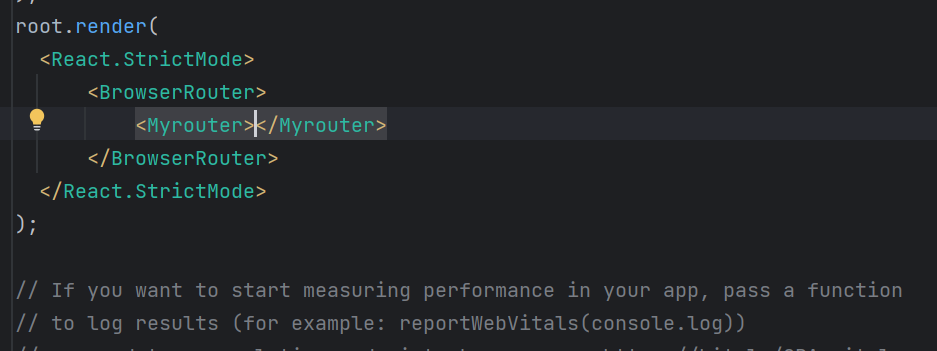 root.render(
<React.StrictMode>
<BrowserRouter>
<Myrouter></Myrouter>
</BrowserRouter>
</React.StrictMode>
);
// If you want to start measuring performance in your app, pass a function
// to log results (for example: reportWebVitals(console.log))